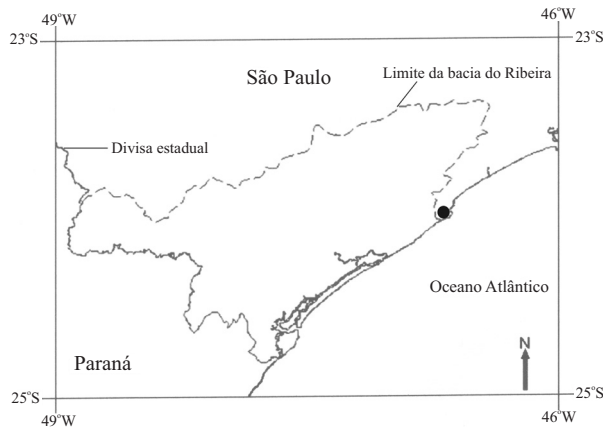 49°W
46°W
23°S
23°S
São Paulo
Limite da bacia do Ribeira
Divisa estadual
Oceano Atlântico
Paraná
N
25°S
25°S
49°W
46°W